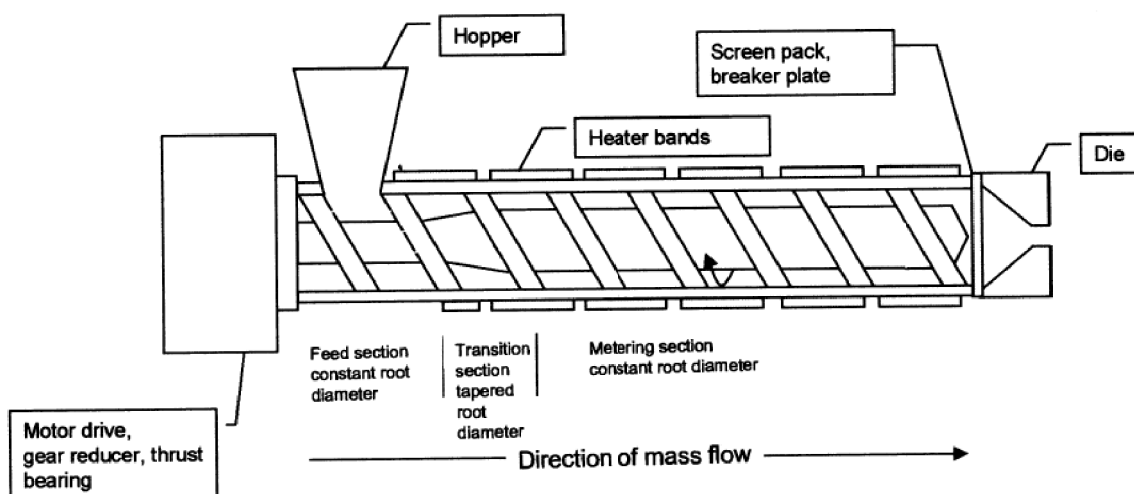 Hopper
Screen pack,
breaker plate
Heater bands
Die
Feed section
constant root
diameter
Transition
section
tapered
root
diameter
Metering section
constant root diameter
Motor drive,
gear reducer, thrust
bearing
Direction of mass flow